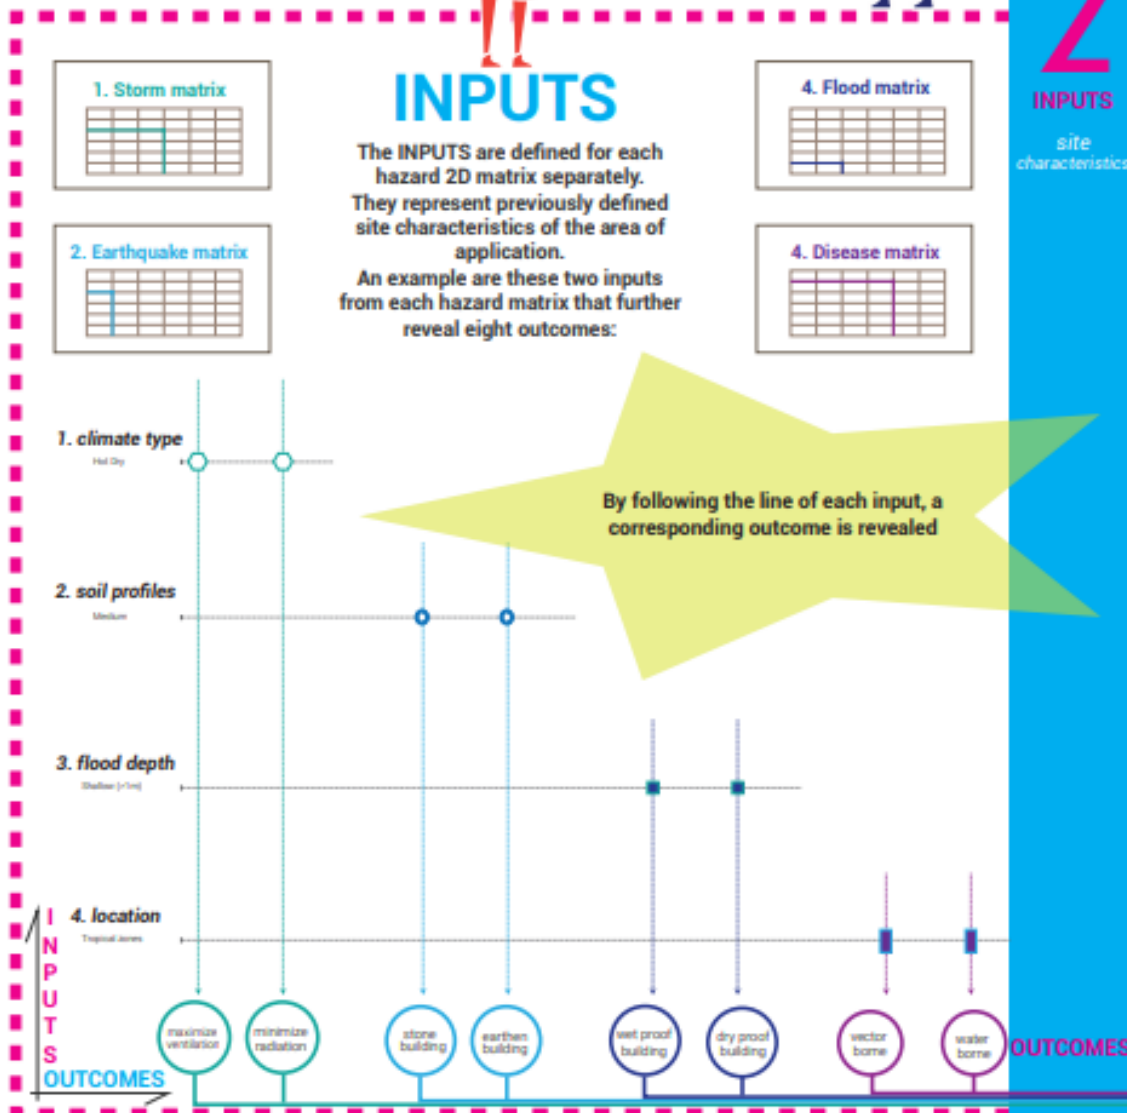 1. Storm matrix
2. Earthquake matrix
INPUTS
The INPUTS are defined for each
hazard 2D matrix separately.
They represent previously defined
site characteristics of the area of
application.
An example are these two inputs
from each hazard matrix that further
reveal eight outcomes:
4. Flood matrix
4. Disease matrix
INPUTS
site
characteristics
By following the line of each input, a
corresponding outcome is revealed
1. climate type
Hot Dry
2. soil profiles
Medium
3. flood depth
Shallow (<1m)
4. location
Tropical zones
INPUTS
OUTCOMES
maximize
ventilation
minimize
radiation
stone
building
earthen
building
wet proof
building
dry proof
building
vector
borne
water
borne
OUTCOMES